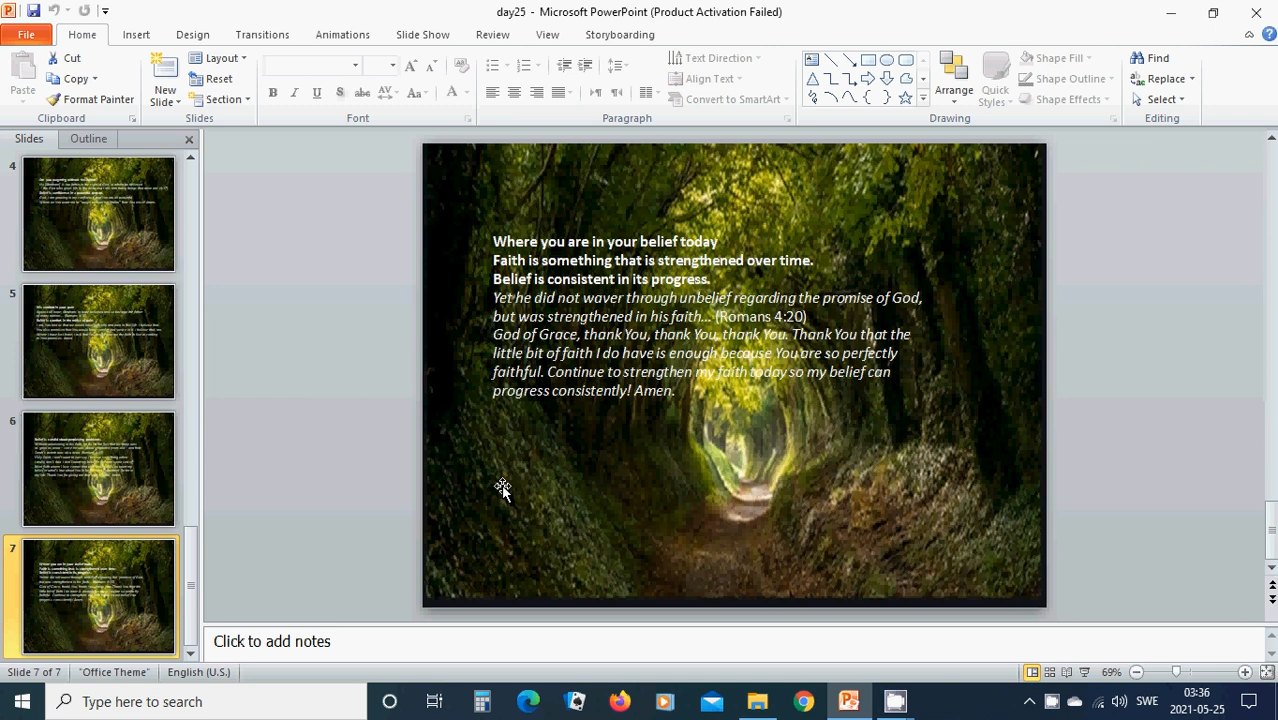 day25 - Microsoft PowerPoint (Product Activation Failed)
File Home Insert Design Transitions Animations Slide Show Review View Storyboarding
Paste
Cut
Copy
Format Painter
Clipboard
New Slide
Layout
Reset
Section
Slides
B I U S abc AV Aa A
Font
Paragraph
Text Direction
Align Text
Convert to SmartArt
Arrange
Quick Styles
Shape Fill
Shape Outline
Shape Effects
Drawing
Find
Replace
Select
Editing
Slides Outline
4
5
6
7
Where you are in your belief today
Faith is something that is strengthened over time.
Belief is consistent in its progress.
Yet he did not waver through unbelief regarding the promise of God
but was strengthened in his faith... (Romans 4:20)
God of Grace, thank You, thank You, thank You. Thank You that the
little bit of faith I do have is enough because You are so perfectly
faithful. Continue to strengthen my faith today so my belief can
progress consistently! Amen.
Click to add notes
Slide 7 of 7 "Office Theme" English (U.S.) 69%
Type here to search
SWE
03:36
2021-05-25